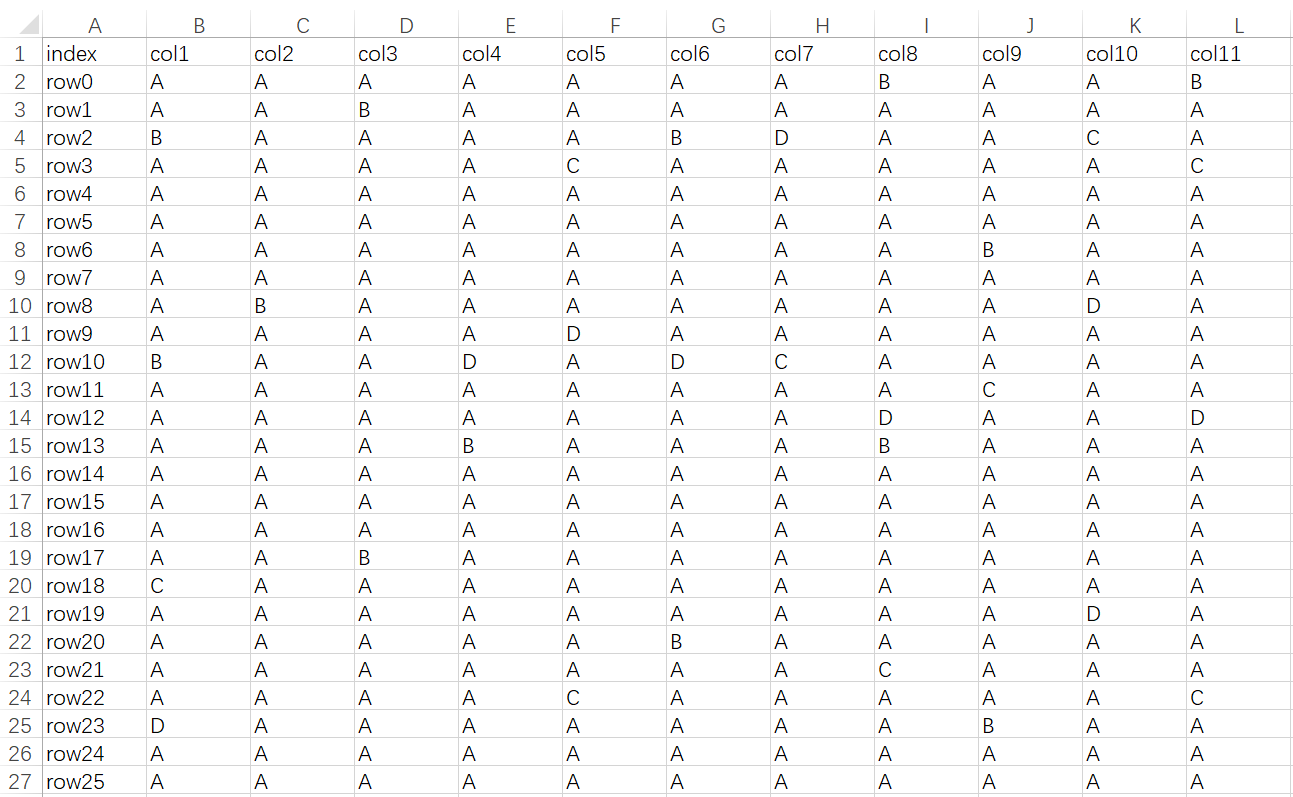 A B C D E F G H I J K L
1 index col1 col2 col3 col4 col5 col6 col7 col8 col9 col10 col11
2 row0 A A A A A A A B A A B
3 row1 A A B A A A A A A A A
4 row2 B A A A A B D A A C A
5 row3 A A A A C A A A A A C
6 row4 A A A A A A A A A A A
7 row5 A A A A A A A A A A A
8 row6 A A A A A A A A B A A
9 row7 A A A A A A A A A A A
10 row8 A B A A A A A A A D A
11 row9 A A A A D A A A A A A
12 row10 B A A D A D C A A A A
13 row11 A A A A A A A A C A A
14 row12 A A A A A A A D A A D
15 row13 A A A B A A A B A A A
16 row14 A A A A A A A A A A A
17 row15 A A A A A A A A A A A
18 row16 A A A A A A A A A A A
19 row17 A A B A A A A A A A A
20 row18 C A A A A A A A A A A
21 row19 A A A A A A A A A D A
22 row20 A A A A A B A A A A A
23 row21 A A A A A A A C A A A
24 row22 A A A A C A A A A A C
25 row23 D A A A A A A A B A A
26 row24 A A A A A A A A A A A
27 row25 A A A A A A A A A A A